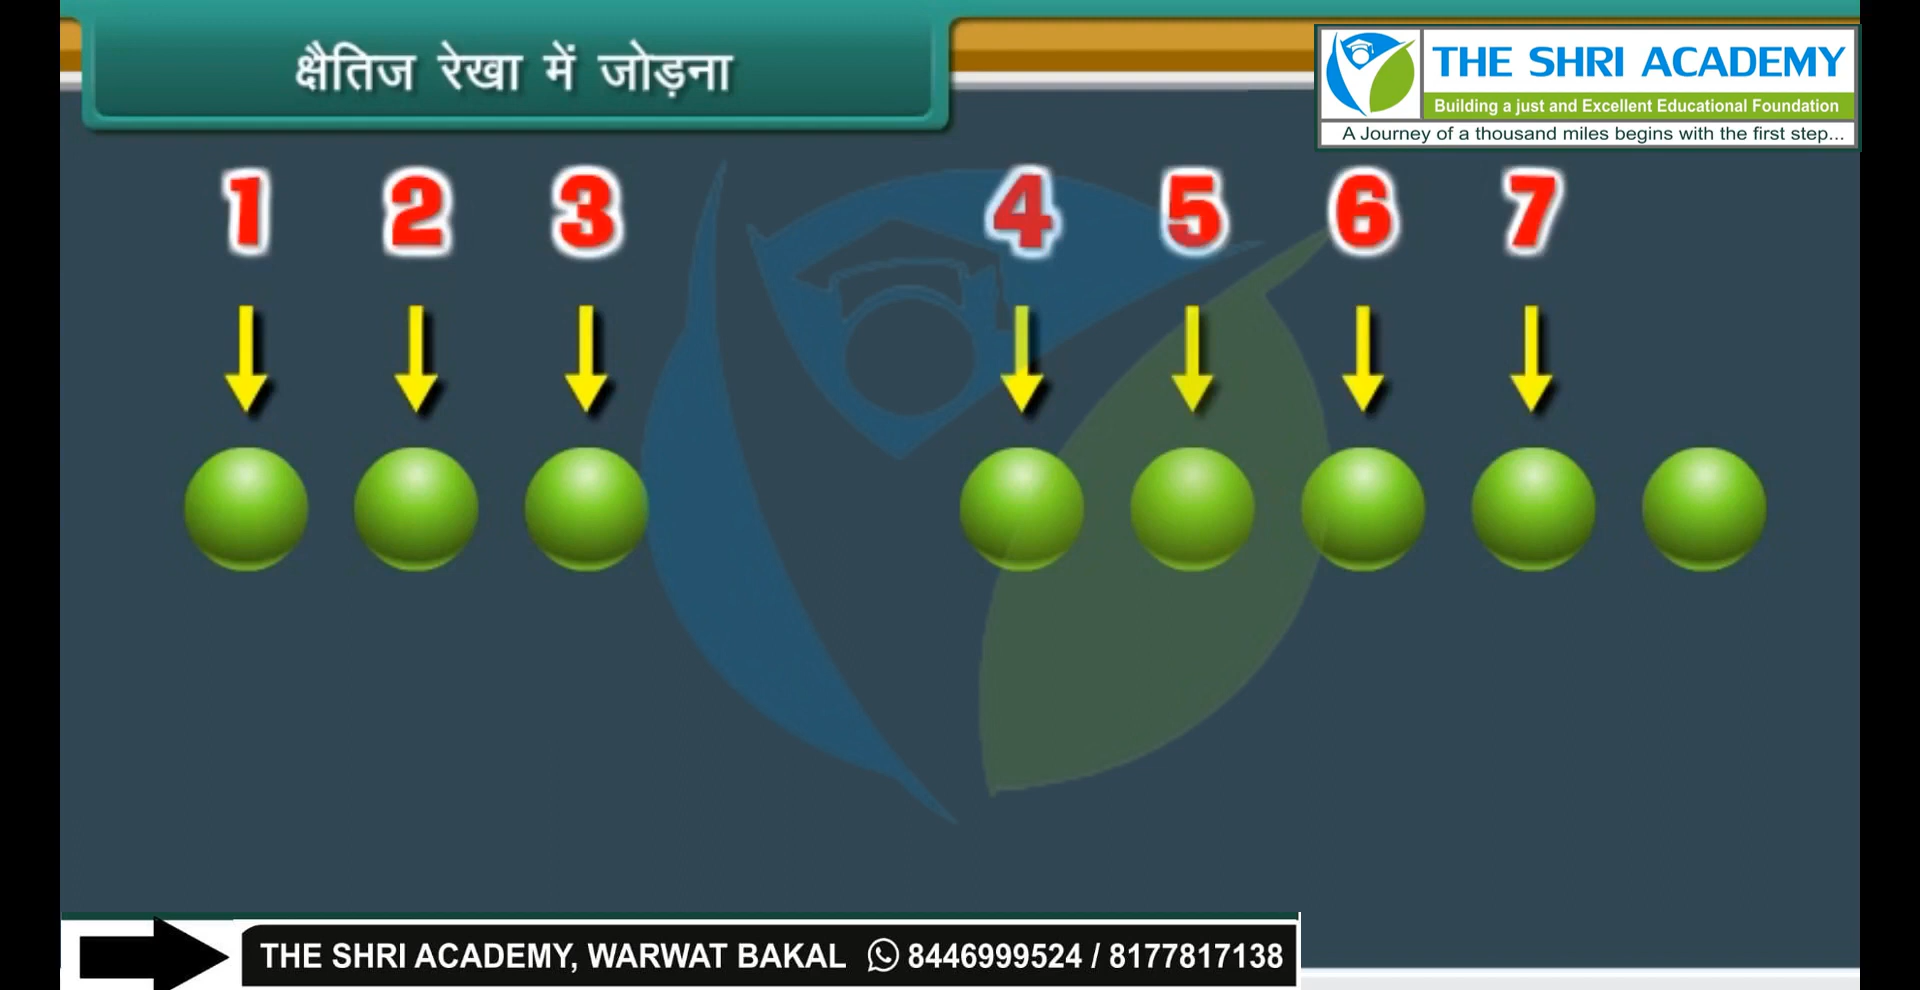 क्षैतिज रेखा में जोड़ना
THE SHRI ACADEMY
Building a just and Excellent Educational Foundation
A Journey of a thousand miles begins with the first step...
1 2 3 4 5 6 7
THE SHRI ACADEMY, WARWAT BAKAL 8446999524 / 8177817138